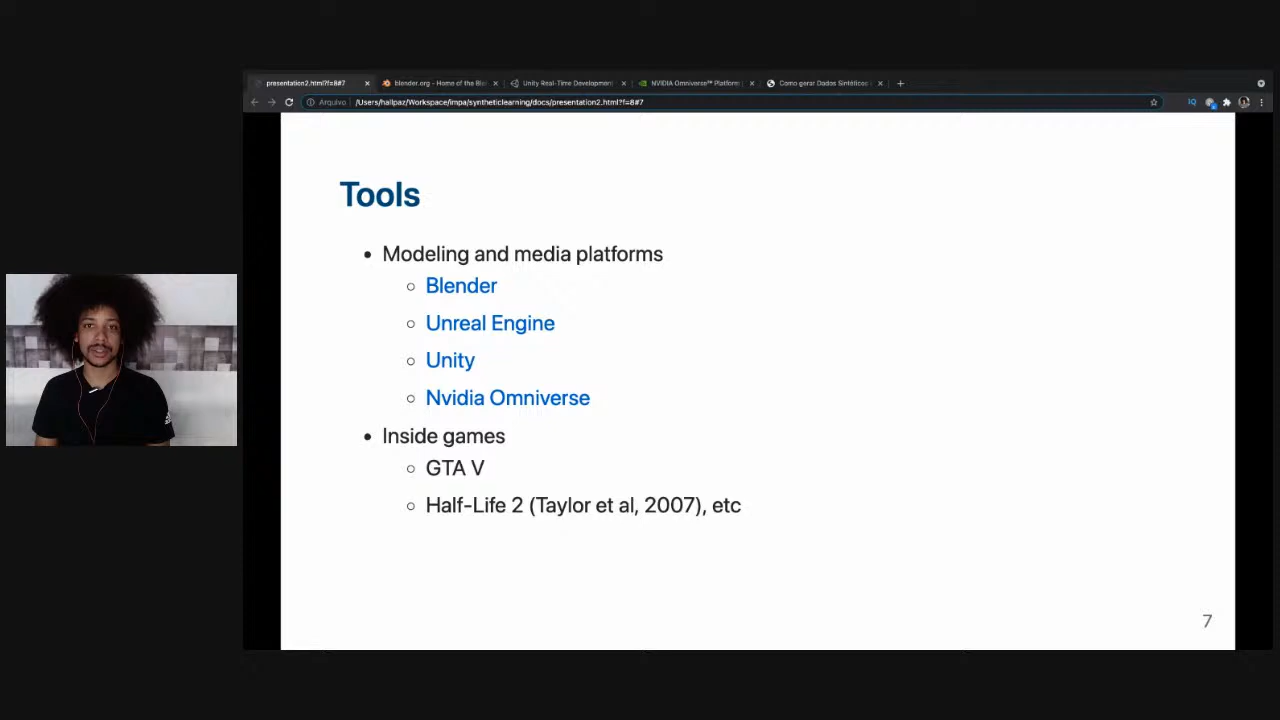 presentation2.html?f=8#7
blender.org - Home of the Ble
Unity Real-Time Development
NVIDIA Omniverse™ Platform
Como gerar Dados Sintéticos
Arquivo
/Users/hallpaz/Workspace/impa/syntheticlearning/docs/presentation2.html?f=8#7
IQ
Tools
• Modeling and media platforms
○ Blender
○ Unreal Engine
○ Unity
○ Nvidia Omniverse
• Inside games
○ GTA V
○ Half-Life 2 (Taylor et al, 2007), etc
7